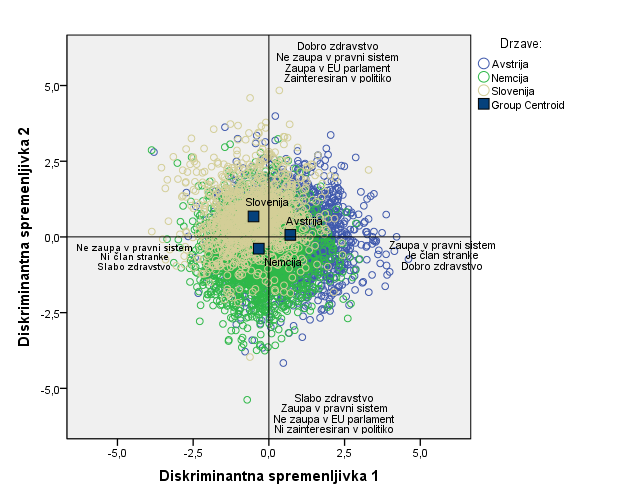 Dobro zdravstvo
Ne zaupa v pravni sistem
Zaupa v EU parlament
Zainteresiran v politiko
Drzave:
Avstrija
Nemcija
Slovenija
Group Centroid
5,0
2,5
0,0
-2,5
-5,0
Diskriminantna spremenljivka 2
Slovenija
Avstrija
Nemcija
Ne zaupa v pravni sistem
Ni član stranke
Slabo zdravstvo
Zaupa v pravni sistem
Je član stranke
Dobro zdravstvo
Slabo zdravstvo
Zaupa v pravni sistem
Ne zaupa v EU parlament
Ni zainteresiran v politiko
-5,0 -2,5 0,0 2,5 5,0
Diskriminantna spremenljivka 1